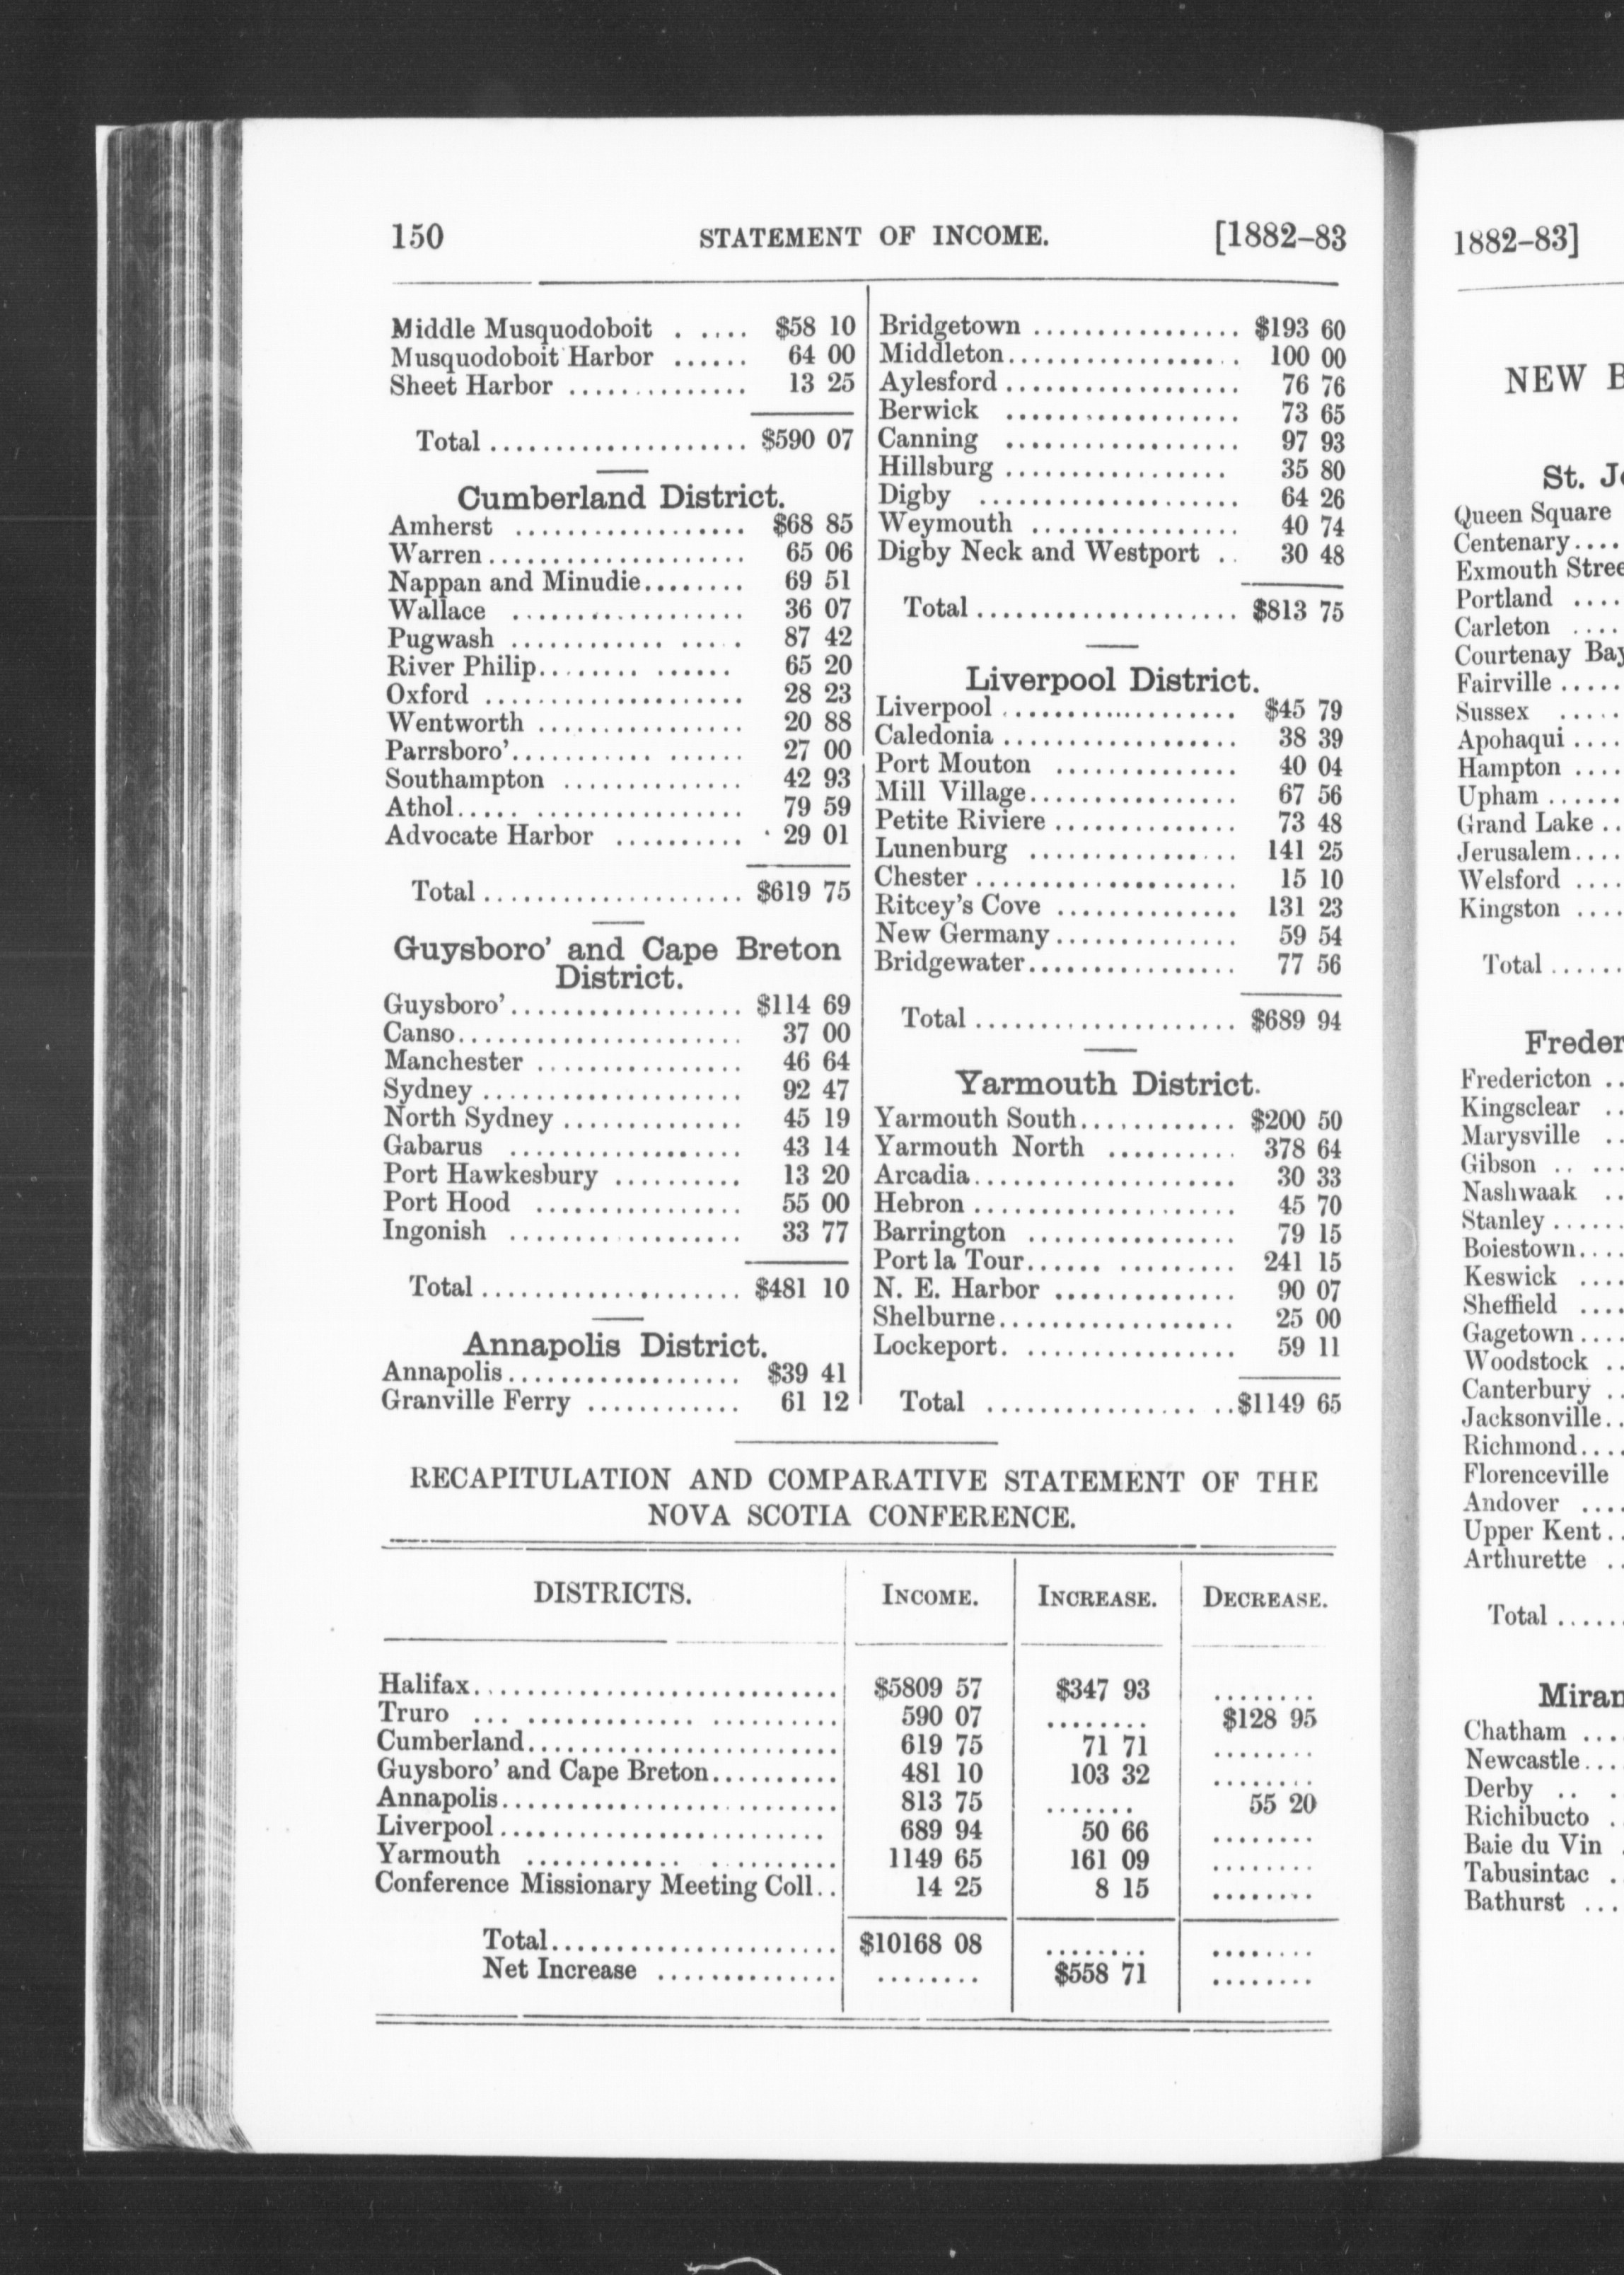 150 STATEMENT OF INCOME. [1882–83
Middle Musquodoboit . .... $58 10
Musquodoboit Harbor ...... 64 00
Sheet Harbor .............. 13 25
Total .................... $590 07
Cumberland District.
Amherst .................. $68 85
Warren .................... 65 06
Nappan and Minudie........ 69 51
Wallace .................. 36 07
Pugwash ............ ..... 87 42
River Philip........ ...... 65 20
Oxford .................... 28 23
Wentworth ................ 20 88
Parrsboro'........... ...... 27 00
Southampton .............. 42 93
Athol..... ................ 79 59
Advocate Harbor .......... 29 01
Total .................... $619 75
Guysboro' and Cape Breton
District.
Guysboro' .................. $114 69
Canso...................... 37 00
Manchester ................ 46 64
Sydney .................... 92 47
North Sydney .............. 45 19
Gabarus .................. 43 14
Port Hawkesbury .......... 13 20
Port Hood ................ 55 00
Ingonish .................. 33 77
Total .................... $481 10
Annapolis District.
Annapolis .................. $39 41
Granville Ferry ............ 61 12
Bridgetown ................ $193 60
Middleton.................. 100 00
Aylesford .................. 76 76
Berwick .................. 73 65
Canning .................. 97 93
Hillsburg ................. 35 80
Digby .................... 64 26
Weymouth ................ 40 74
Digby Neck and Westport .. 30 48
Total .................... $813 75
Liverpool District.
Liverpool .................. $45 79
Caledonia .................. 38 39
Port Mouton .............. 40 04
Mill Village................ 67 56
Petite Riviere .............. 73 48
Lunenburg ................ 141 25
Chester .................... 15 10
Ritcey's Cove .............. 131 23
New Germany .............. 59 54
Bridgewater................ 77 56
Total .................... $689 94
Yarmouth District.
Yarmouth South............ $200 50
Yarmouth North .......... 378 64
Arcadia.................... 30 33
Hebron .................... 45 70
Barrington ................ 79 15
Port la Tour...... ......... 241 15
N. E. Harbor .............. 90 07
Shelburne.................. 25 00
Lockeport. ................ 59 11
Total .................. $1149 65
RECAPITULATION AND COMPARATIVE STATEMENT OF THE
NOVA SCOTIA CONFERENCE.
DISTRICTS. INCOME. INCREASE. DECREASE.
Halifax............................ $5809 57 $347 93 ........
Truro ... ............. .......... 590 07 ........ $128 95
Cumberland........................ 619 75 71 71 ........
Guysboro' and Cape Breton.......... 481 10 103 32 ........
Annapolis.......................... 813 75 ....... 55 20
Liverpool ......................... 689 94 50 66 ........
Yarmouth ............ .......... 1149 65 161 09 ........
Conference Missionary Meeting Coll.. 14 25 8 15 ........
Total...................... $10168 08 ........ ........
Net Increase .............. ........ $558 71 ........
1882–83]
NEW B
St. Jo
Queen Square
Centenary....
Exmouth Stree
Portland ....
Carleton ....
Courtenay Bay
Fairville .....
Sussex .....
Apohaqui ....
Hampton ....
Upham ......
Grand Lake ..
Jerusalem....
Welsford ....
Kingston ....
Total ......
Freder
Fredericton ..
Kingsclear ..
Marysville ..
Gibson .. ...
Nashwaak ..
Stanley ......
Boiestown....
Keswick ....
Sheffield ....
Gagetown ....
Woodstock ..
Canterbury ..
Jacksonville..
Richmond....
Florenceville
Andover ....
Upper Kent..
Arthurette ..
Total .....
Miran
Chatham ....
Newcastle....
Derby .. .
Richibucto .
Baie du Vin .
Tabusintac .
Bathurst ...